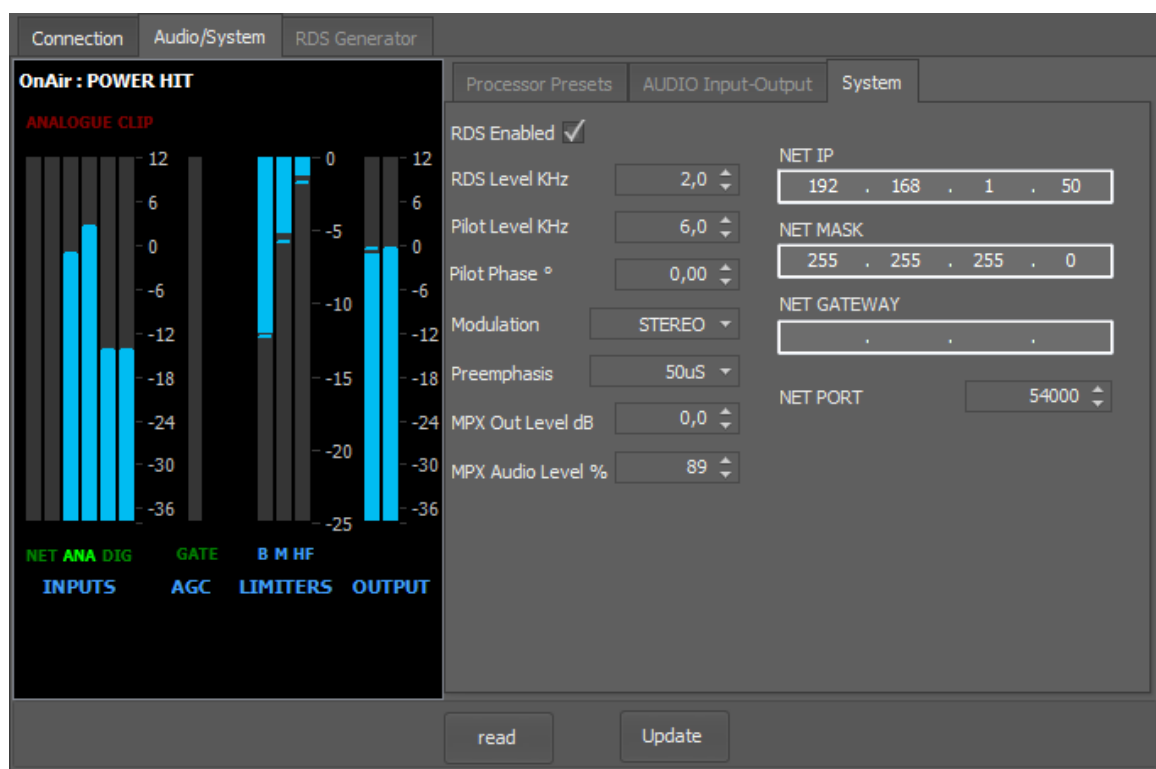 Connection Audio/System RDS Generator
OnAir : POWER HIT
ANALOGUE CLIP
12
6
0
-6
-12
-18
-24
-30
-36
0
-5
-10
-15
-20
-25
12
6
0
-6
-12
-18
-24
-30
-36
NET ANA DIG GATE B M HF
INPUTS AGC LIMITERS OUTPUT
Processor Presets AUDIO Input-Output System
RDS Enabled
RDS Level KHz 2,0
Pilot Level KHz 6,0
Pilot Phase ° 0,00
Modulation STEREO
Preemphasis 50uS
MPX Out Level dB 0,0
MPX Audio Level % 89
NET IP
192 . 168 . 1 . 50
NET MASK
255 . 255 . 255 . 0
NET GATEWAY
. . .
NET PORT 54000
read Update